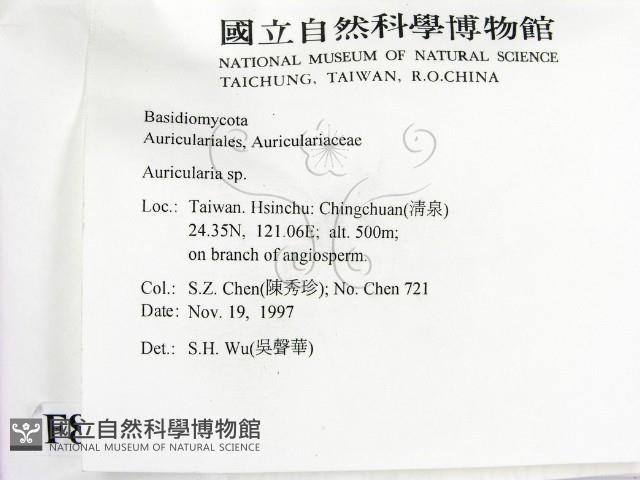 國立自然科學博物館
NATIONAL MUSEUM OF NATURAL SCIENCE
TAICHUNG, TAIWAN, R.O.CHINA
Basidiomycota
Auriculariales, Auriculariaceae
Auricularia sp.
Loc.: Taiwan. Hsinchu: Chingchuan(清泉)
24.35N, 121.06E; alt. 500m;
on branch of angiosperm.
Col.: S.Z. Chen(陳秀珍); No. Chen 721
Date: Nov. 19, 1997
Det.: S.H. Wu(吳聲華)
國立自然科學博物館
NATIONAL MUSEUM OF NATURAL SCIENCE